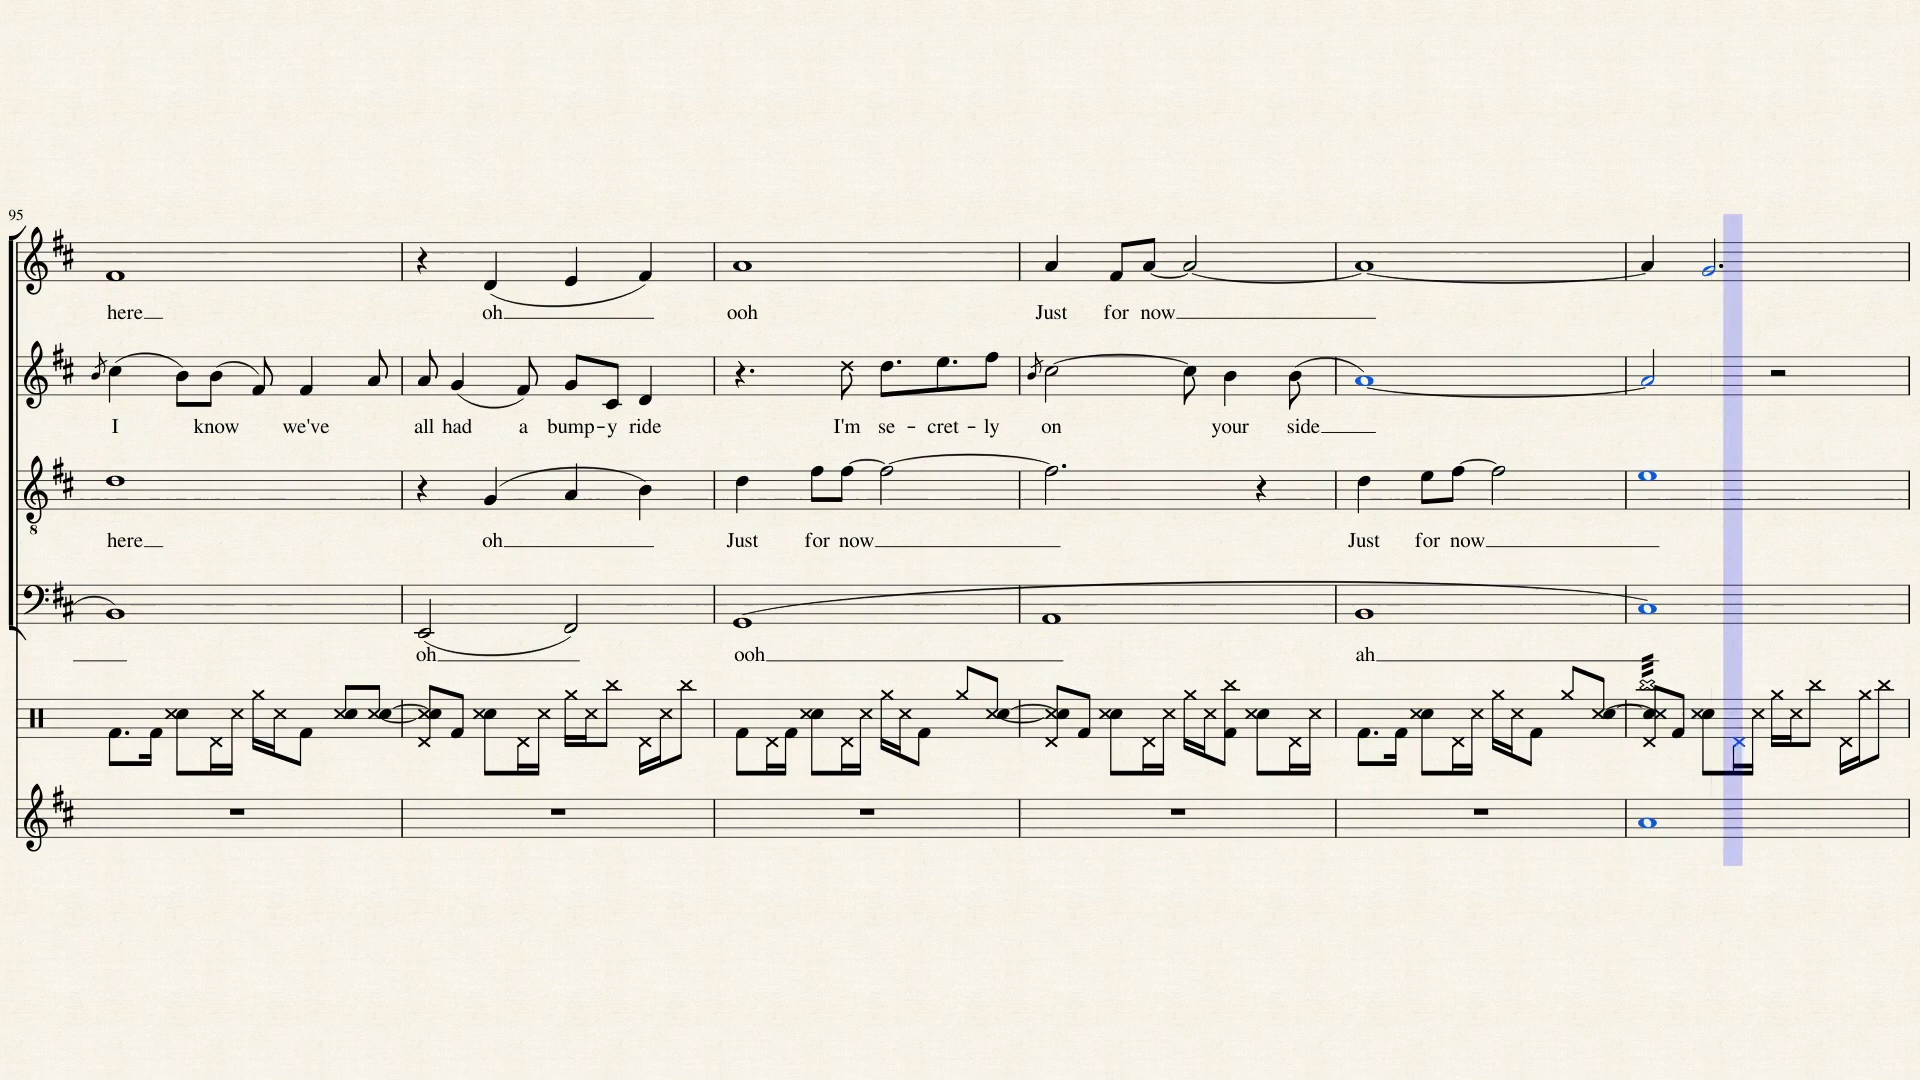 95
here oh ooh Just for now
I know we've all had a bump-y ride I'm se - cret - ly on your side
8
here oh Just for now Just for now
oh ooh ah